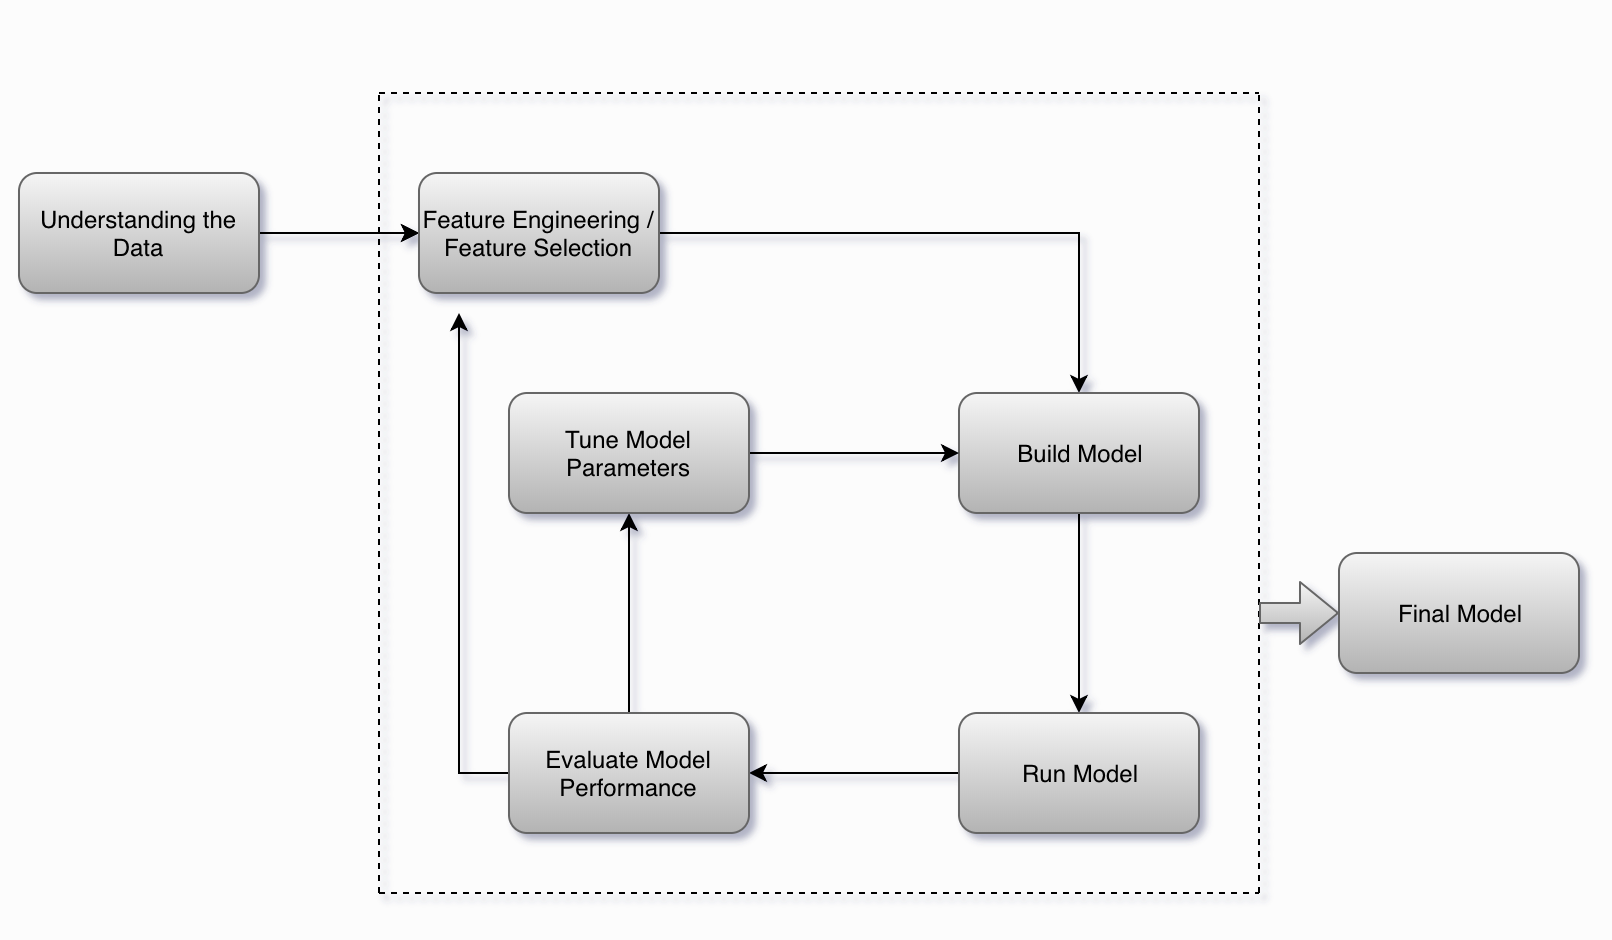 Understanding the
Data
Feature Engineering /
Feature Selection
Tune Model
Parameters
Build Model
Final Model
Evaluate Model
Performance
Run Model